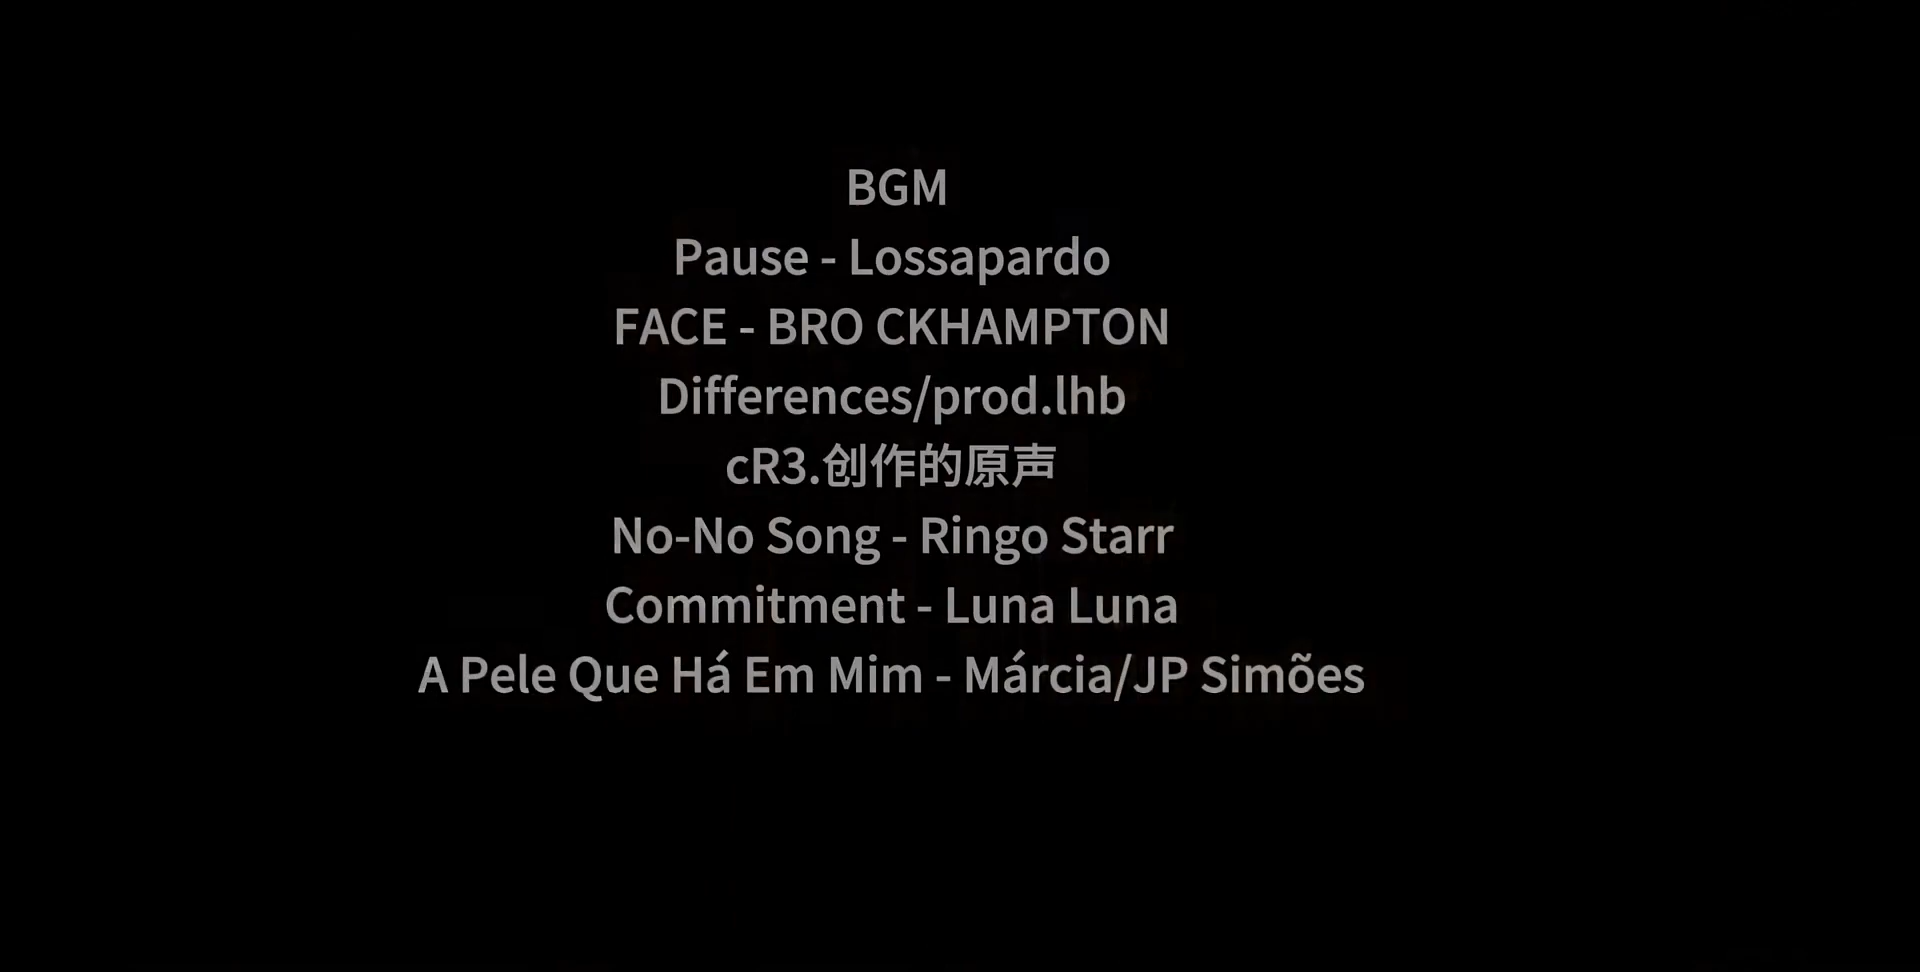 BGM
Pause - Lossapardo
FACE - BRO CKHAMPTON
Differences/prod.lhb
cR3.创作的原声
No-No Song - Ringo Starr
Commitment - Luna Luna
A Pele Que Há Em Mim - Márcia/JP Simões